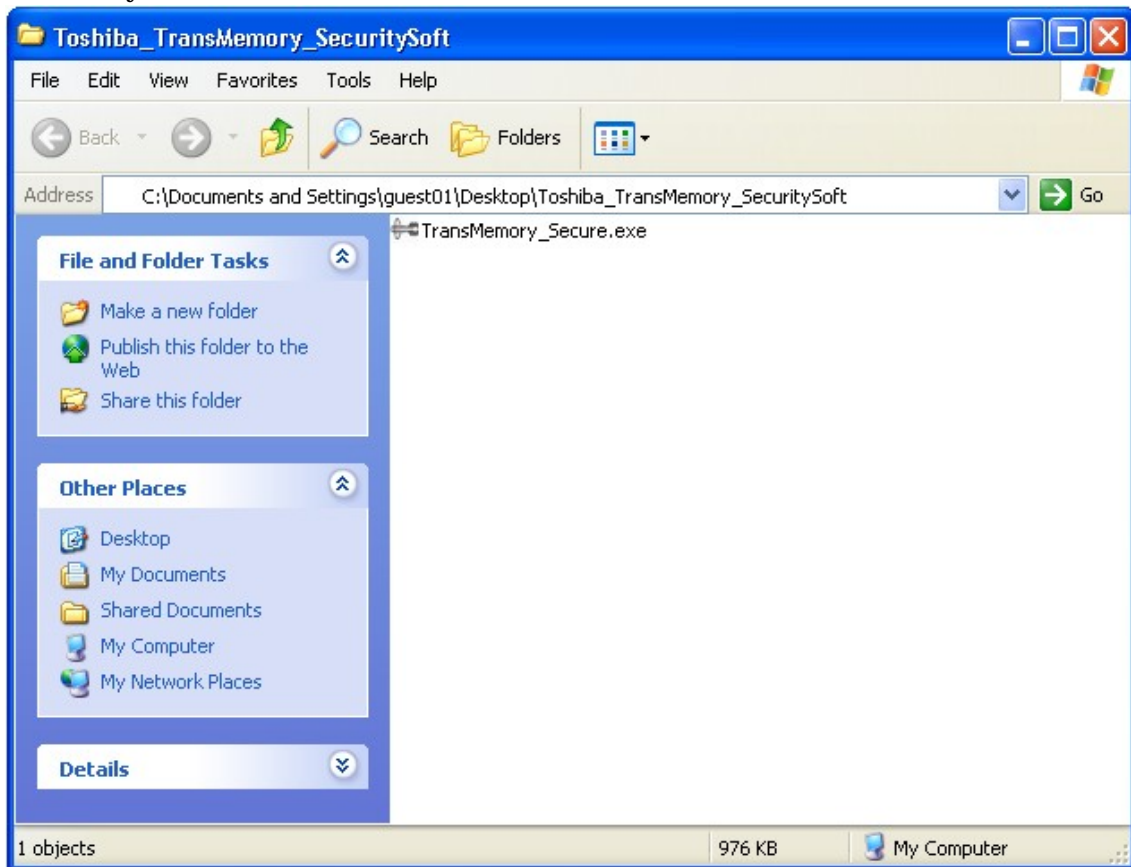 Toshiba_TransMemory_SecuritySoft
File Edit View Favorites Tools Help
Back Search Folders
Address C:\Documents and Settings\guest01\Desktop\Toshiba_TransMemory_SecuritySoft Go
TransMemory_Secure.exe
File and Folder Tasks
Make a new folder
Publish this folder to the
Web
Share this folder
Other Places
Desktop
My Documents
Shared Documents
My Computer
My Network Places
Details
1 objects 976 KB My Computer